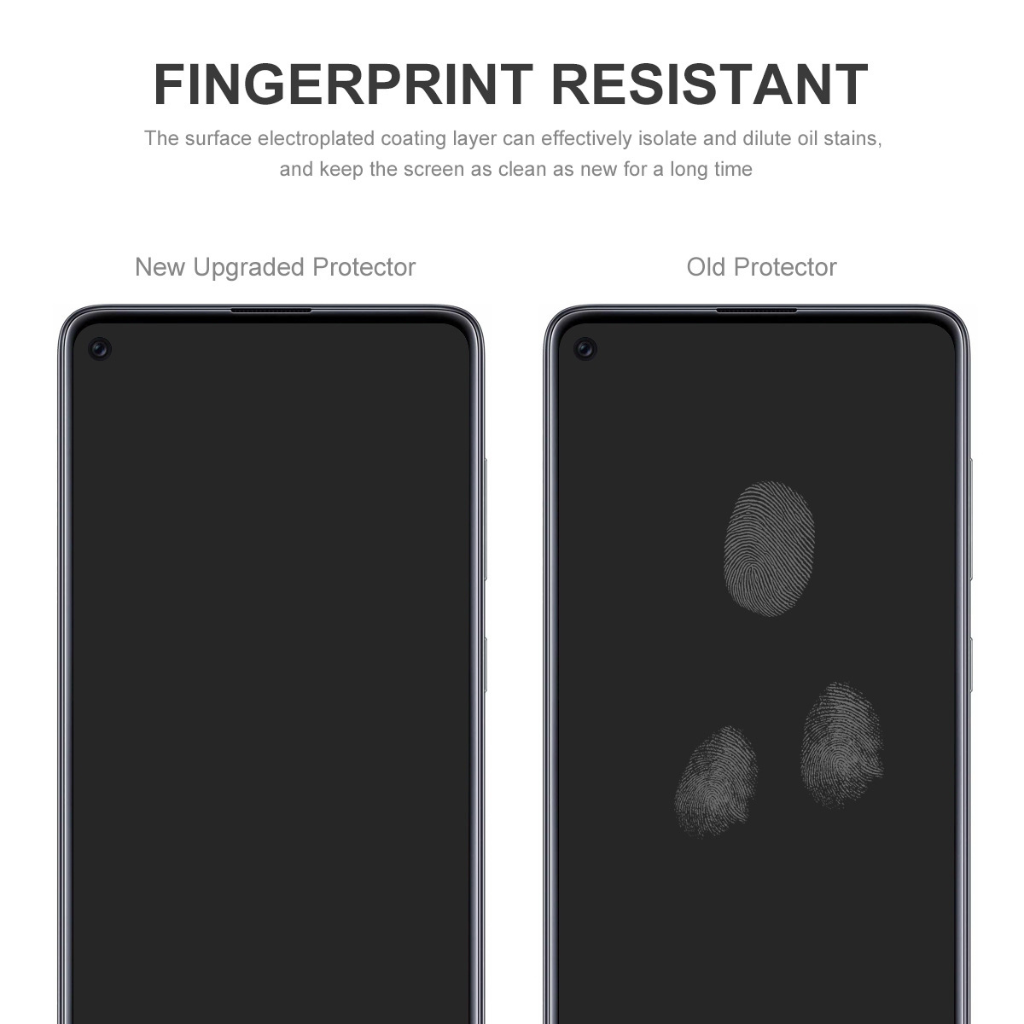 FINGERPRINT RESISTANT
The surface electroplated coating layer can effectively isolate and dilute oil stains,
and keep the screen as clean as new for a long time
New Upgraded Protector
Old Protector